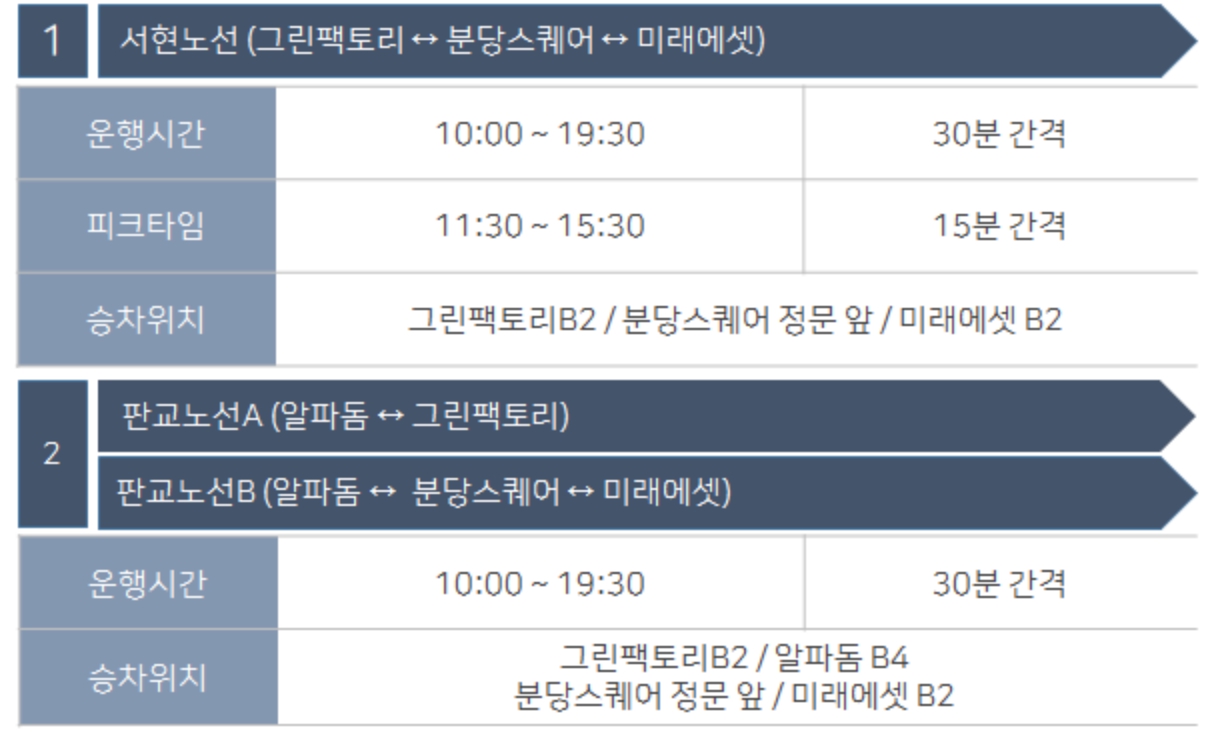 1
서현노선 (그린팩토리 ↔ 분당스퀘어 ↔ 미래에셋)
운행시간 10:00 ~ 19:30 30분 간격
피크타임 11:30 ~ 15:30 15분 간격
승차위치 그린팩토리B2 / 분당스퀘어 정문 앞 / 미래에셋 B2
2
판교노선A (알파돔 ↔ 그린팩토리)
판교노선B (알파돔 ↔ 분당스퀘어 ↔ 미래에셋)
운행시간 10:00 ~ 19:30 30분 간격
승차위치
그린팩토리B2 / 알파돔 B4
분당스퀘어 정문 앞 / 미래에셋 B2